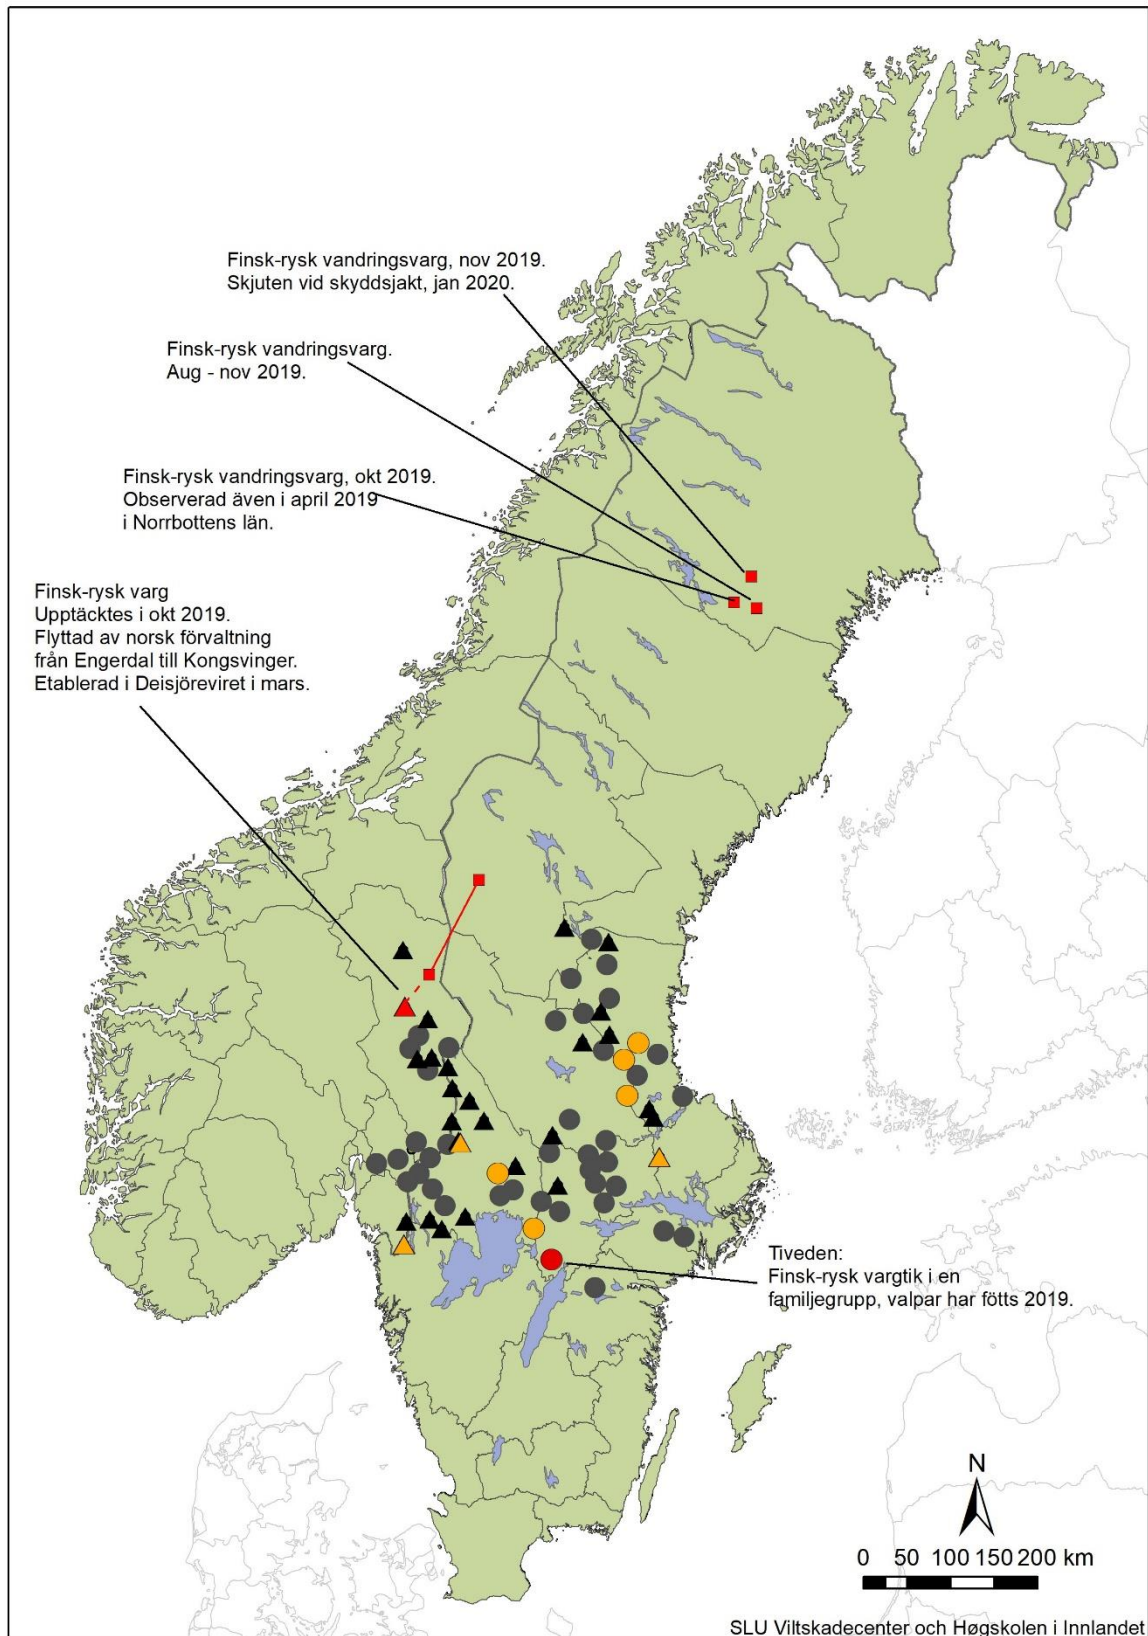 Finsk-rysk vandringsvarg, nov 2019.
Skjuten vid skyddsjakt, jan 2020.
Finsk-rysk vandringsvarg.
Aug - nov 2019.
Finsk-rysk vandringsvarg, okt 2019.
Observerad även i april 2019
i Norrbottens län.
Finsk-rysk varg
Upptäcktes i okt 2019.
Flyttad av norsk förvaltning
från Engerdal till Kongsvinger.
Etablerad i Deisjöreviret i mars.
Tiveden:
Finsk-rysk vargtik i en
familjegrupp, valpar har fötts 2019.
N
0 50 100 150 200 km
SLU Viltskadecenter och Høgskolen i Innlandet